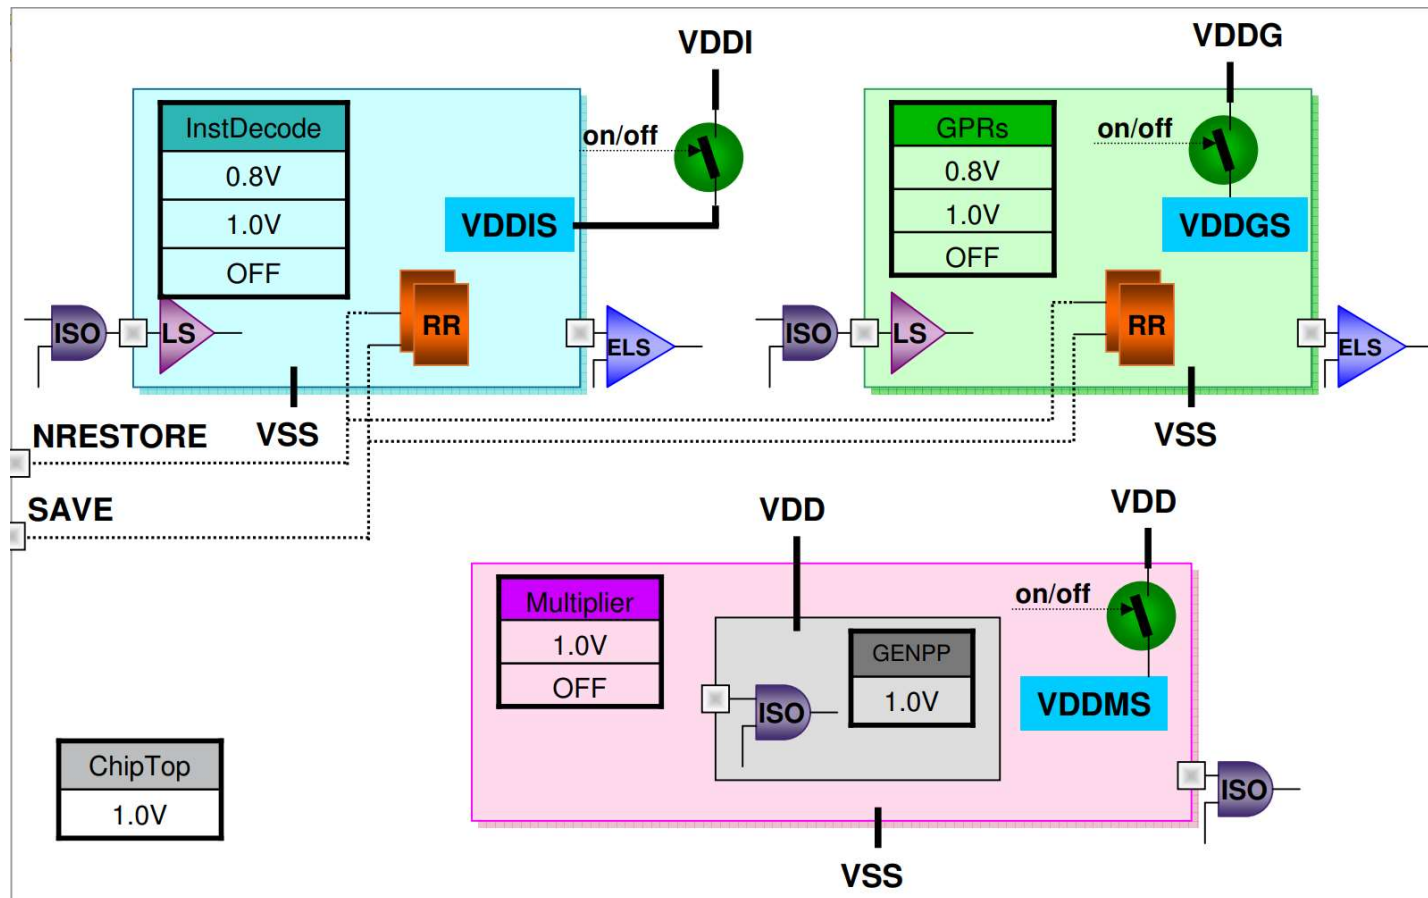 VDDI
VDDG
InstDecode
0.8V
1.0V
OFF
on/off
VDDIS
GPRs
0.8V
1.0V
OFF
on/off
VDDGS
ISO
LS
RR
ELS
ISO
LS
RR
ELS
VSS
VSS
NRESTORE
SAVE
VDD
VDD
Multiplier
1.0V
OFF
on/off
GENPP
1.0V
ISO
VDDMS
ISO
ChipTop
1.0V
VSS